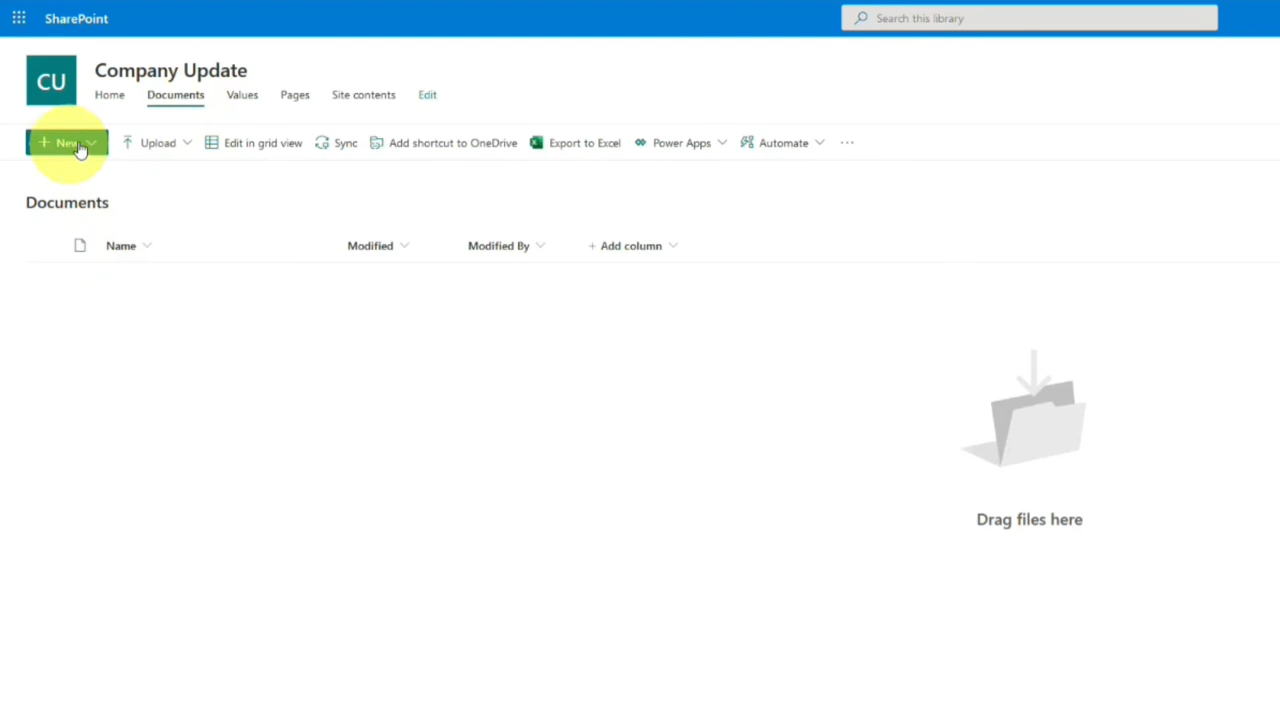 SharePoint
Search this library
CU
Company Update
Home Documents Values Pages Site contents Edit
+ New Upload Edit in grid view Sync Add shortcut to OneDrive Export to Excel Power Apps Automate ...
Documents
Name Modified Modified By + Add column
Drag files here